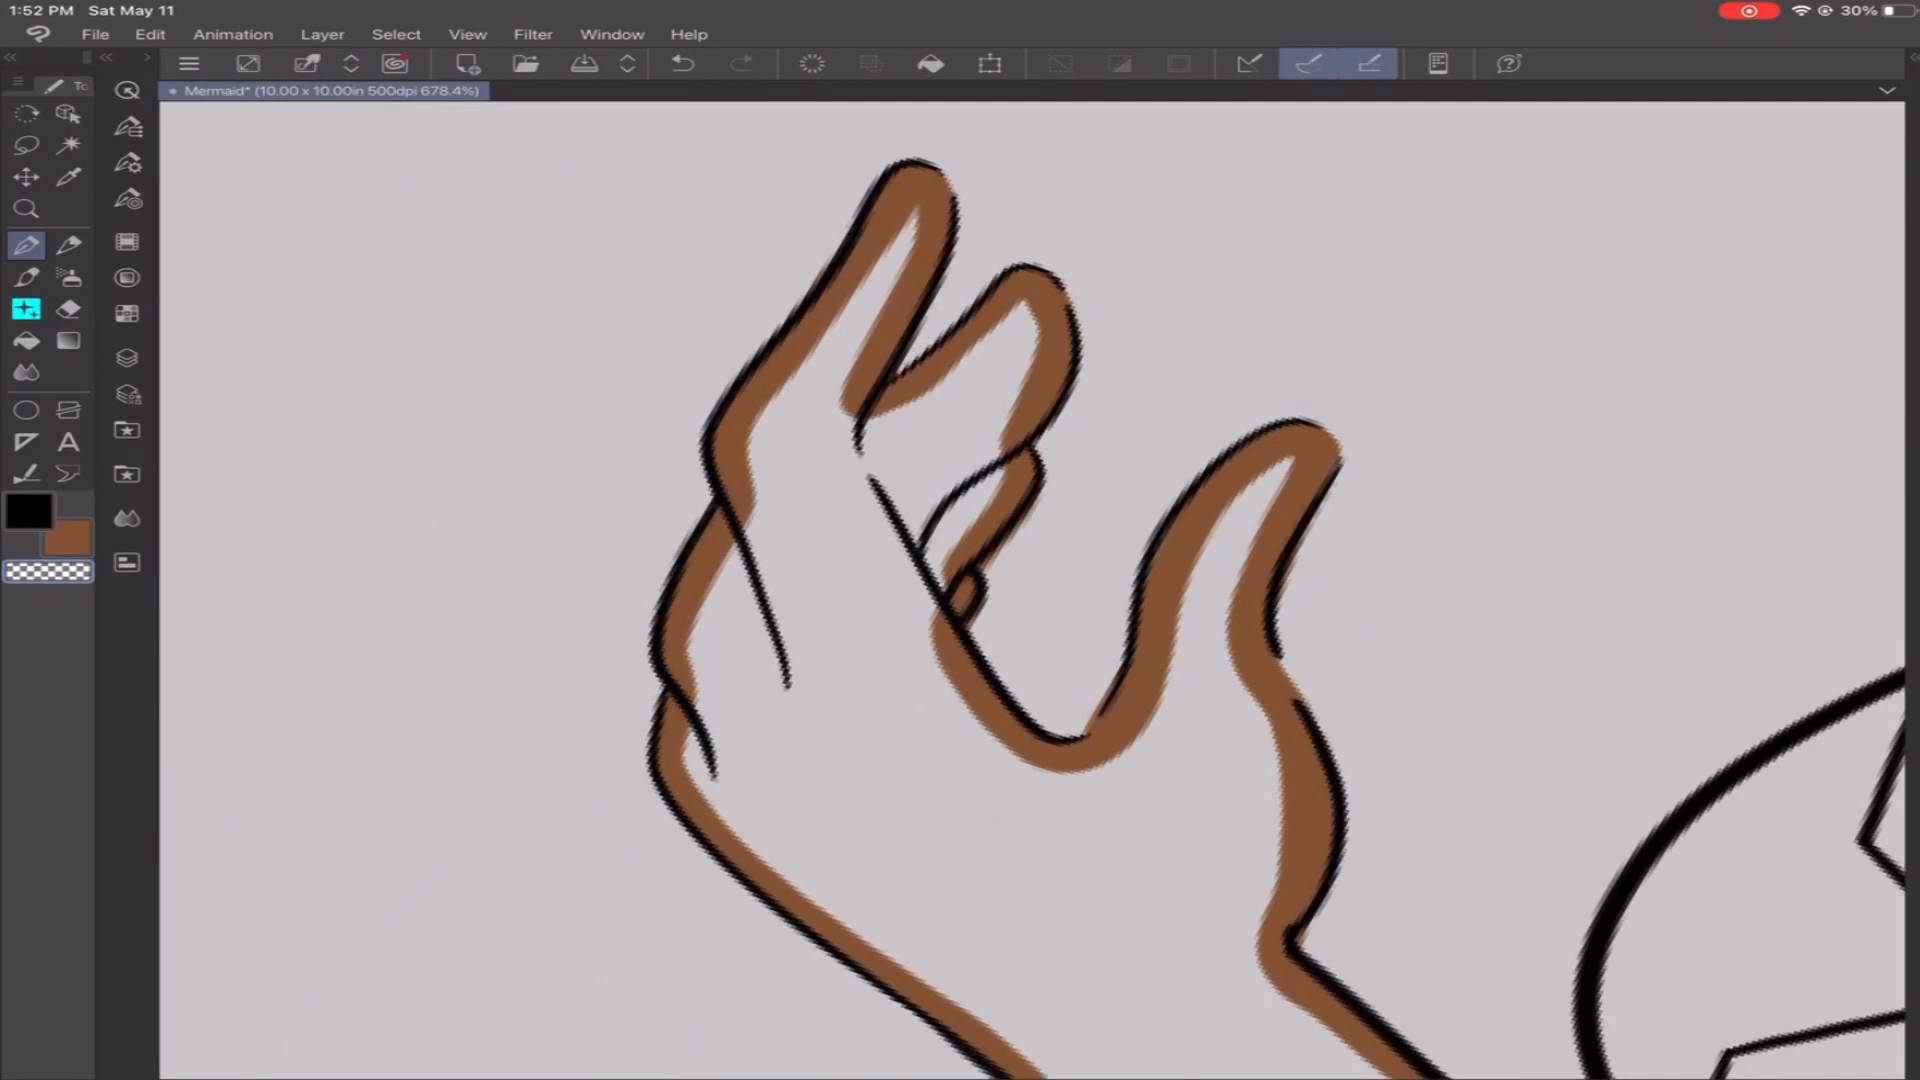 1:52 PM Sat May 11
30%
File Edit Animation Layer Select View Filter Window Help
To
Mermaid* (10.00 x 10.00in 500dpi 678.4%)